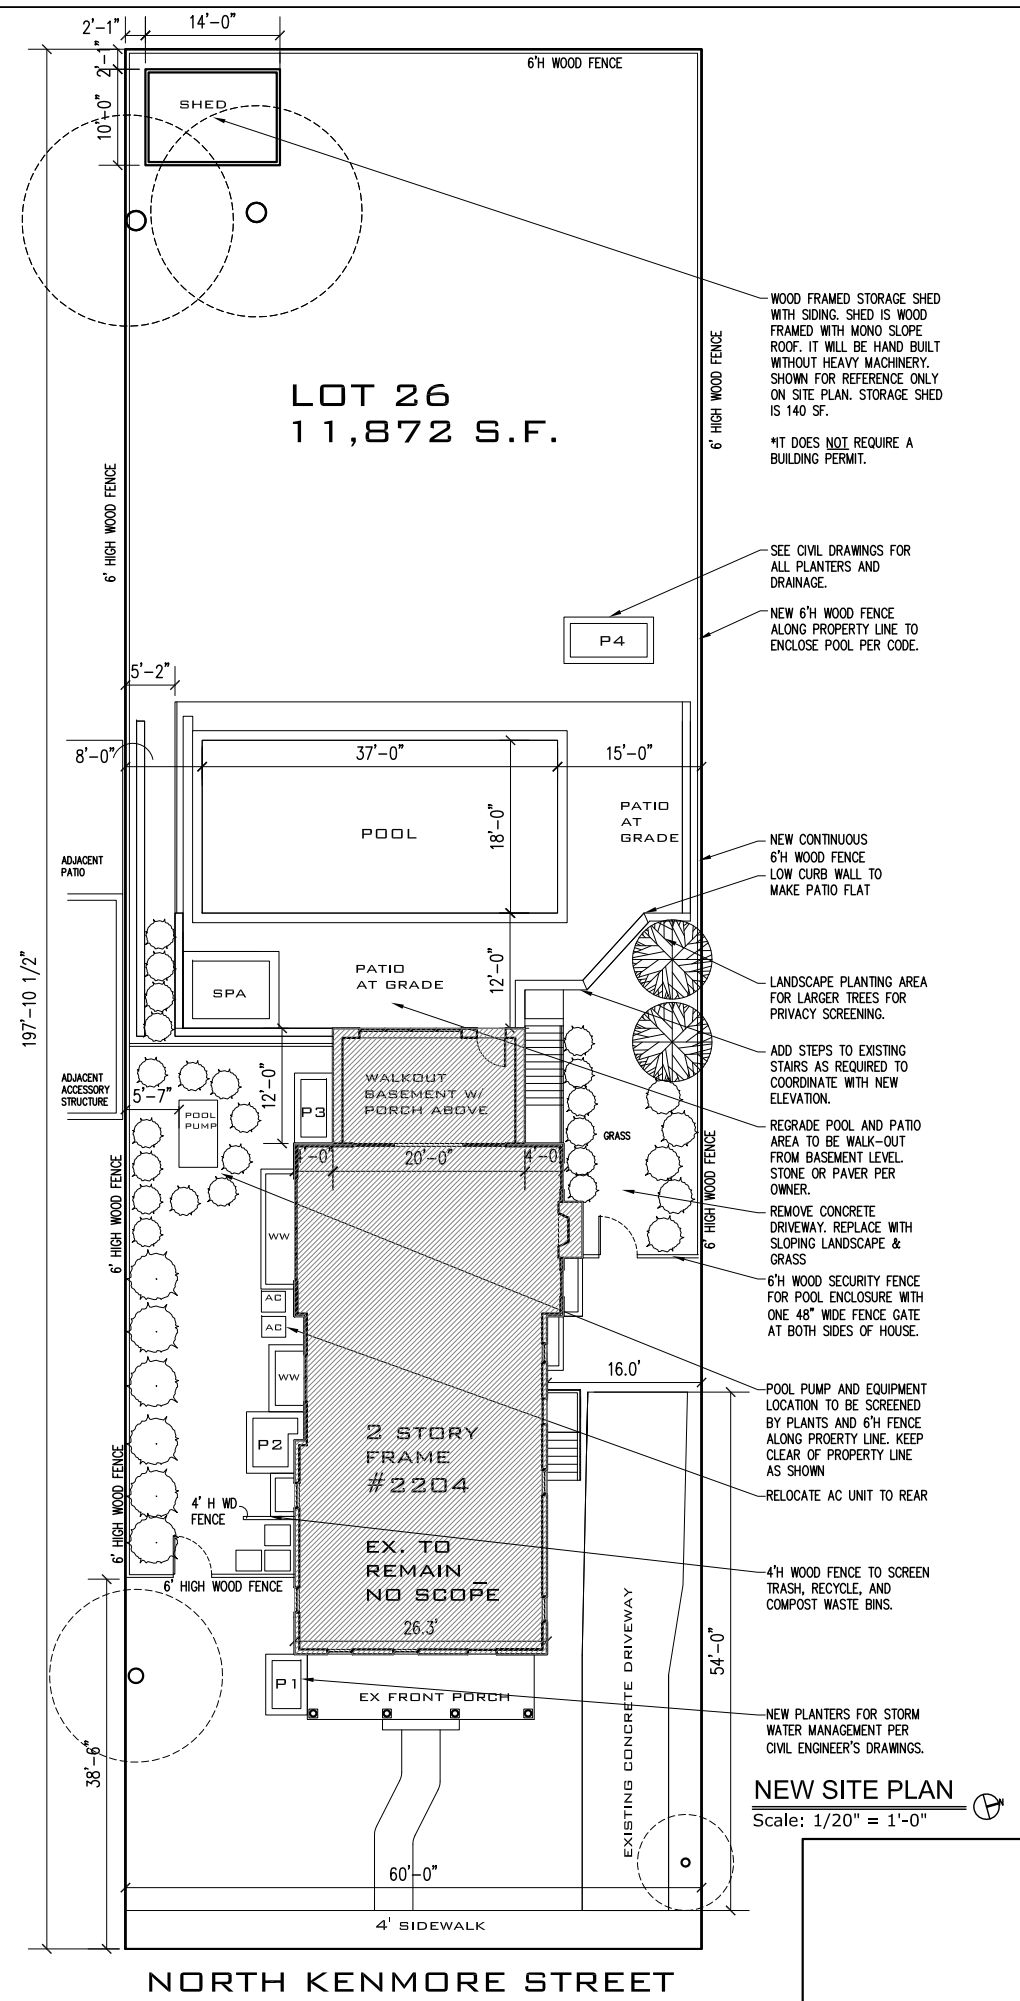 2'-1"
14'-0"
2'-1"
10'-0"
6'H WOOD FENCE
SHED
WOOD FRAMED STORAGE SHED
WITH SIDING. SHED IS WOOD
FRAMED WITH MONO SLOPE
ROOF. IT WILL BE HAND BUILT
WITHOUT HEAVY MACHINERY.
SHOWN FOR REFERENCE ONLY
ON SITE PLAN. STORAGE SHED
IS 140 SF.
*IT DOES NOT REQUIRE A
BUILDING PERMIT.
6' HIGH WOOD FENCE
LOT 26
11,872 S.F.
6' HIGH WOOD FENCE
SEE CIVIL DRAWINGS FOR
ALL PLANTERS AND
DRAINAGE.
P4
NEW 6'H WOOD FENCE
ALONG PROPERTY LINE TO
ENCLOSE POOL PER CODE.
5'-2"
8'-0"
37'-0"
15'-0"
18'-0"
POOL
PATIO
AT
GRADE
NEW CONTINUOUS
6'H WOOD FENCE
LOW CURB WALL TO
MAKE PATIO FLAT
ADJACENT
PATIO
197'-10 1/2"
12'-0"
PATIO
AT GRADE
SPA
LANDSCAPE PLANTING AREA
FOR LARGER TREES FOR
PRIVACY SCREENING.
ADD STEPS TO EXISTING
STAIRS AS REQUIRED TO
COORDINATE WITH NEW
ELEVATION.
ADJACENT
ACCESSORY
STRUCTURE
5'-7"
12'-0"
WALKOUT
BASEMENT W/
PORCH ABOVE
POOL
PUMP
P3
GRASS
REGRADE POOL AND PATIO
AREA TO BE WALK-OUT
FROM BASEMENT LEVEL.
STONE OR PAVER PER
OWNER.
20'-0"
4'-0"
6' HIGH WOOD FENCE
6' HIGH WOOD FENCE
REMOVE CONCRETE
DRIVEWAY. REPLACE WITH
SLOPING LANDSCAPE &
GRASS
WW
AC
AC
6'H WOOD SECURITY FENCE
FOR POOL ENCLOSURE WITH
ONE 48" WIDE FENCE GATE
AT BOTH SIDES OF HOUSE.
WW
16.0'
POOL PUMP AND EQUIPMENT
LOCATION TO BE SCREENED
BY PLANTS AND 6'H FENCE
ALONG PROERTY LINE. KEEP
CLEAR OF PROPERTY LINE
AS SHOWN
P2
2 STORY
FRAME
#2204
RELOCATE AC UNIT TO REAR
6' HIGH WOOD FENCE
4' H WD
FENCE
EX. TO
REMAIN
NO SCOPE
6' HIGH WOOD FENCE
4'H WOOD FENCE TO SCREEN
TRASH, RECYCLE, AND
COMPOST WASTE BINS.
26.3'
54'-0"
P1
EX FRONT PORCH
EXISTING CONCRETE DRIVEWAY
NEW PLANTERS FOR STORM
WATER MANAGEMENT PER
CIVIL ENGINEER'S DRAWINGS.
38'-6"
NEW SITE PLAN
N
Scale: 1/20" = 1'-0"
60'-0"
4' SIDEWALK
NORTH KENMORE STREET